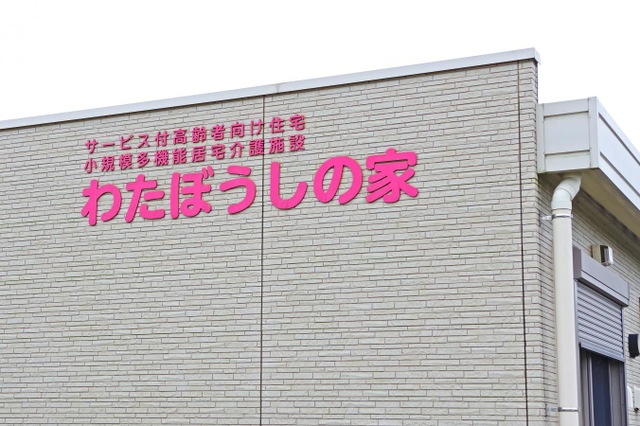 サービス付高齢者向け住宅
小規模多機能居宅介護施設
わたぼうしの家